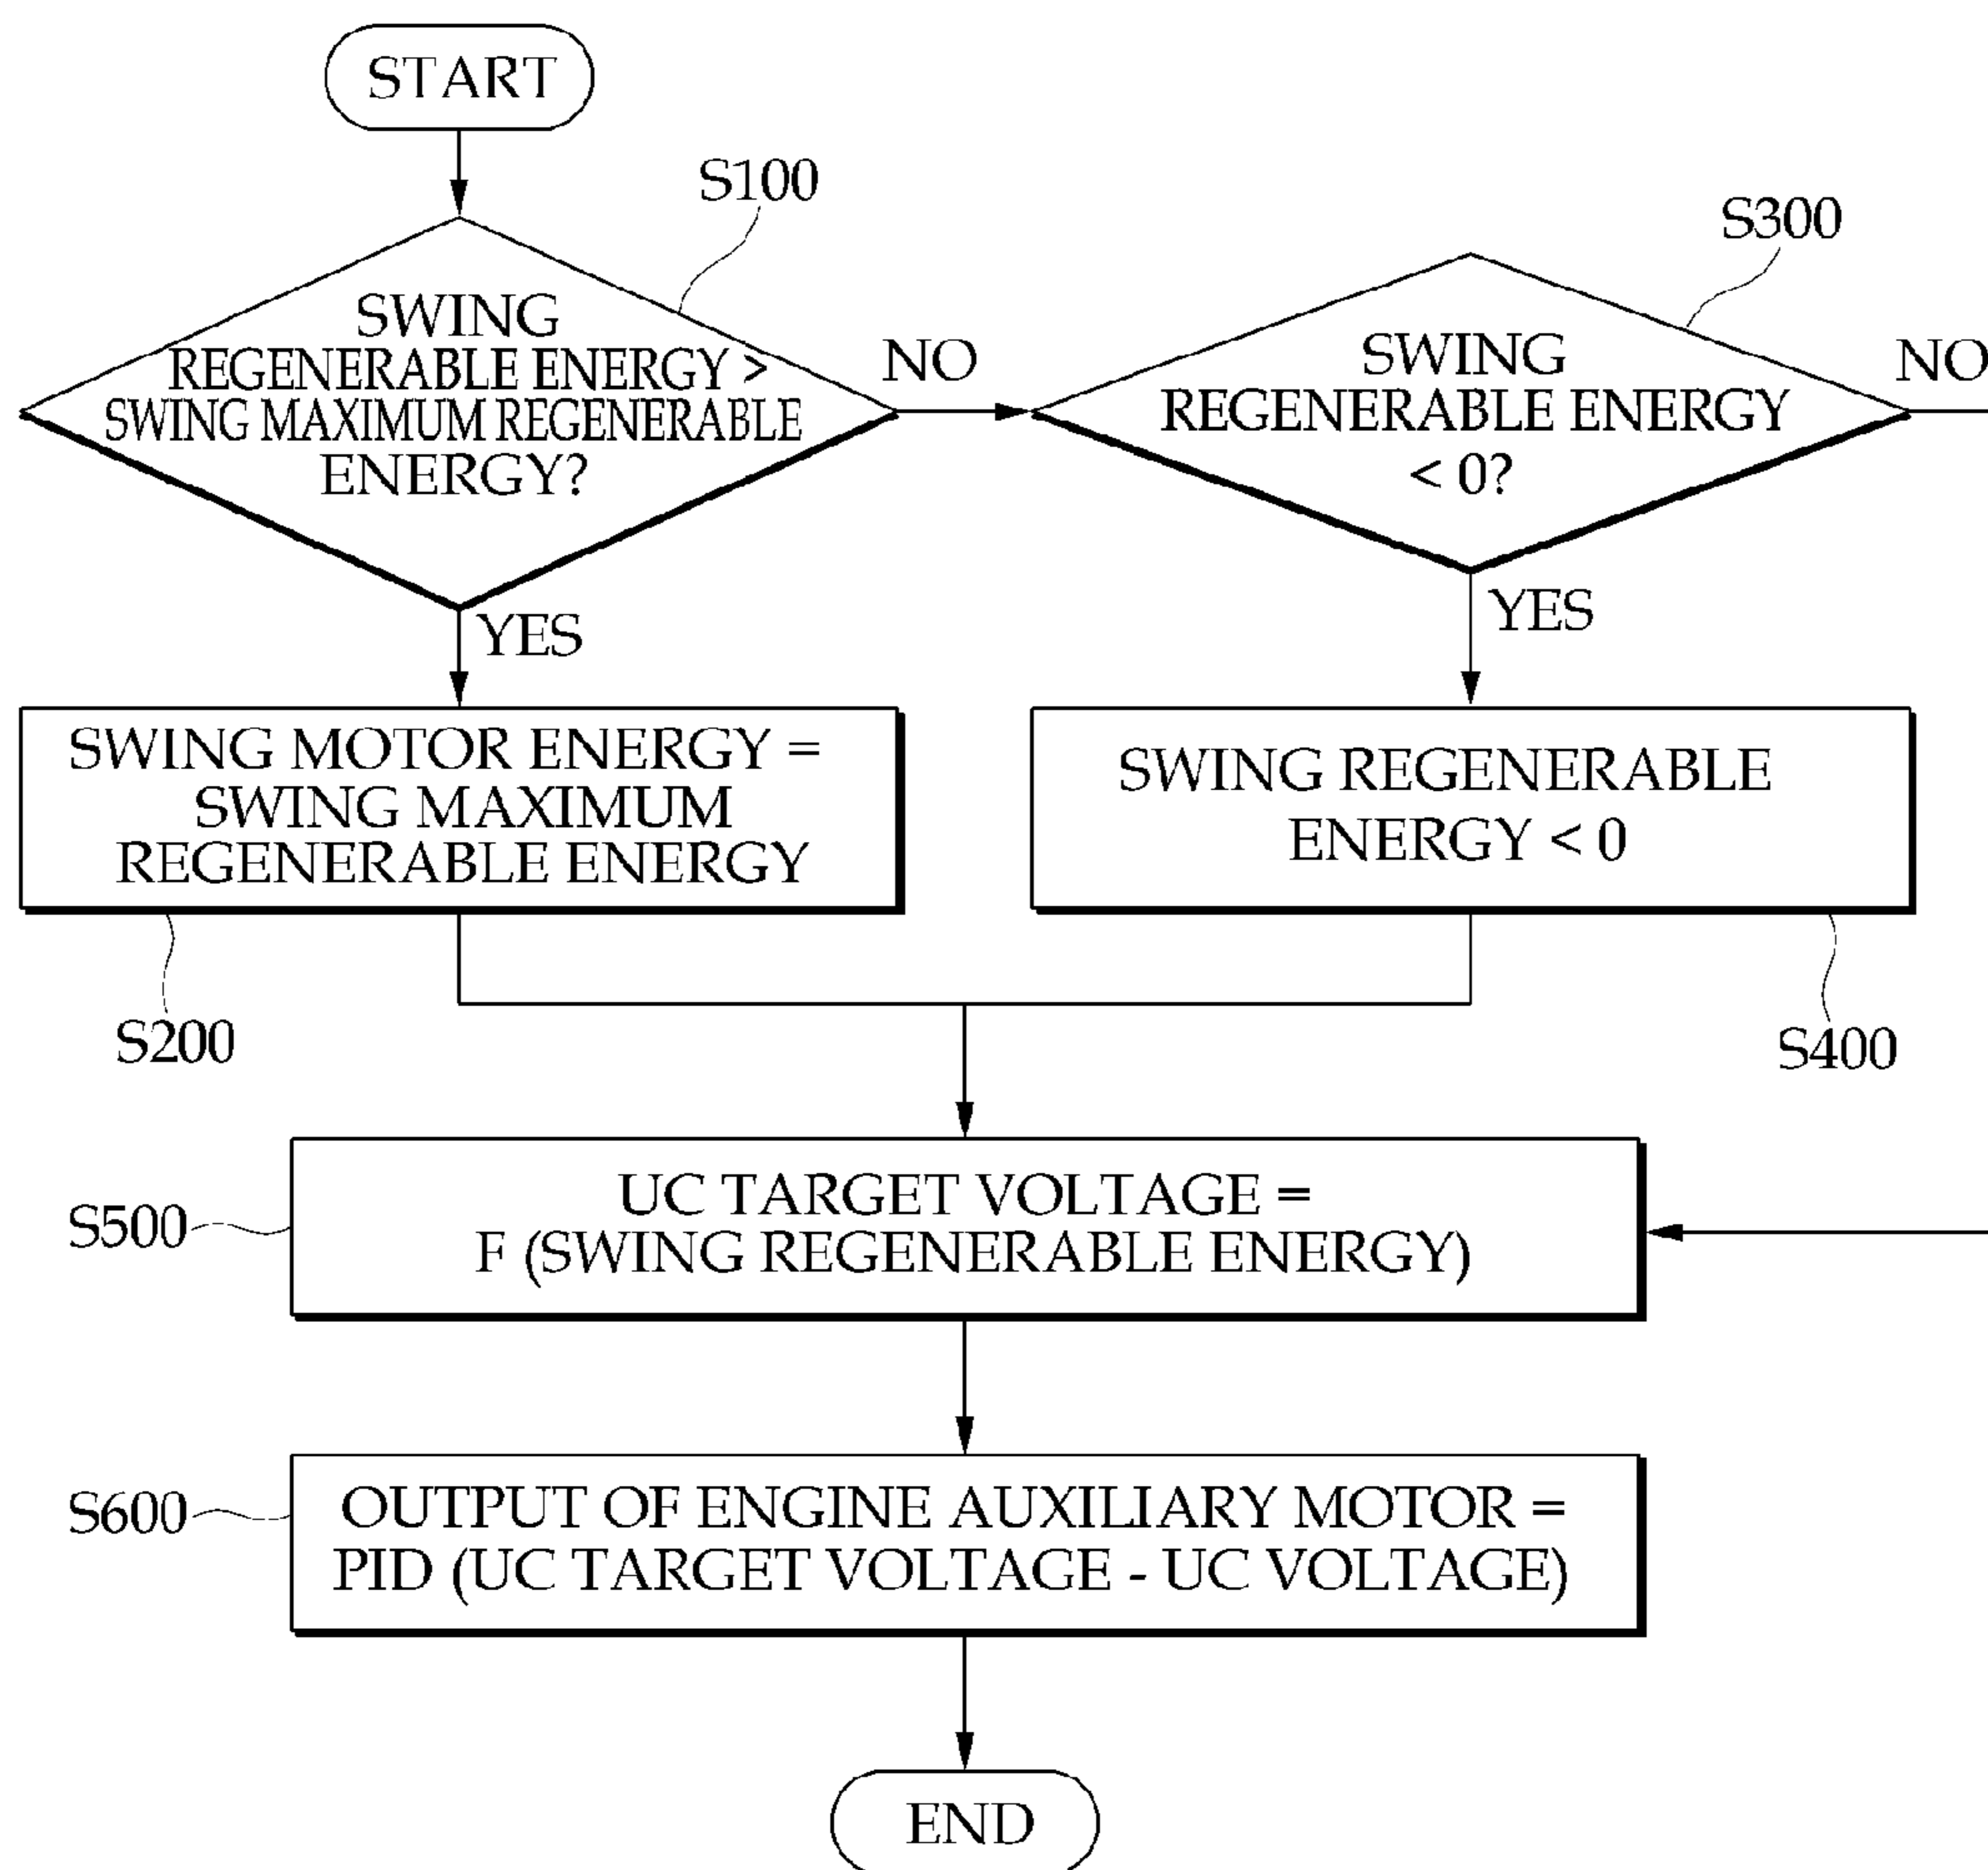 START
S100
SWING
REGENERABLE ENERGY >
SWING MAXIMUM REGENERABLE
ENERGY?
NO
S300
SWING
REGENERABLE ENERGY
< 0?
NO
YES
YES
SWING MOTOR ENERGY =
SWING MAXIMUM
REGENERABLE ENERGY
S200
SWING REGENERABLE
ENERGY < 0
S400
S500
UC TARGET VOLTAGE =
F (SWING REGENERABLE ENERGY)
S600
OUTPUT OF ENGINE AUXILIARY MOTOR =
PID (UC TARGET VOLTAGE - UC VOLTAGE)
END